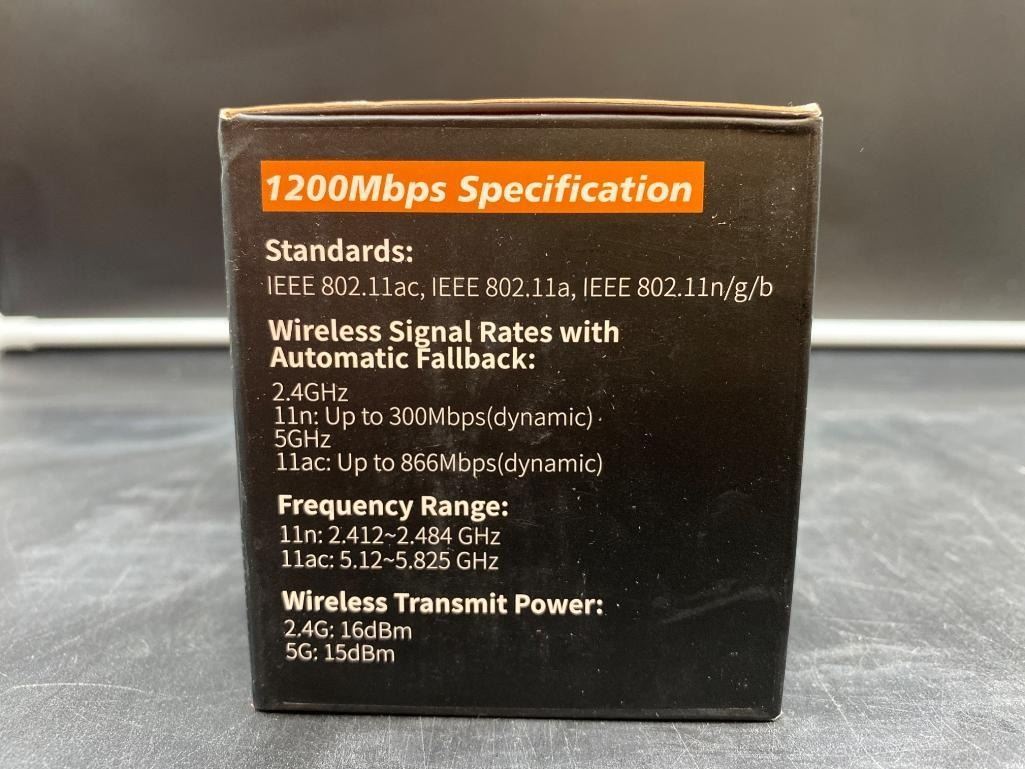 1200Mbps Specification
Standards:
IEEE 802.11ac, IEEE 802.11a, IEEE 802.11n/g/b
Wireless Signal Rates with
Automatic Fallback:
2.4GHz
11n: Up to 300Mbps(dynamic)
5GHz
11ac: Up to 866Mbps(dynamic)
Frequency Range:
11n: 2.412~2.484 GHz
11ac: 5.12~5.825 GHz
Wireless Transmit Power:
2.4G: 16dBm
5G: 15dBm